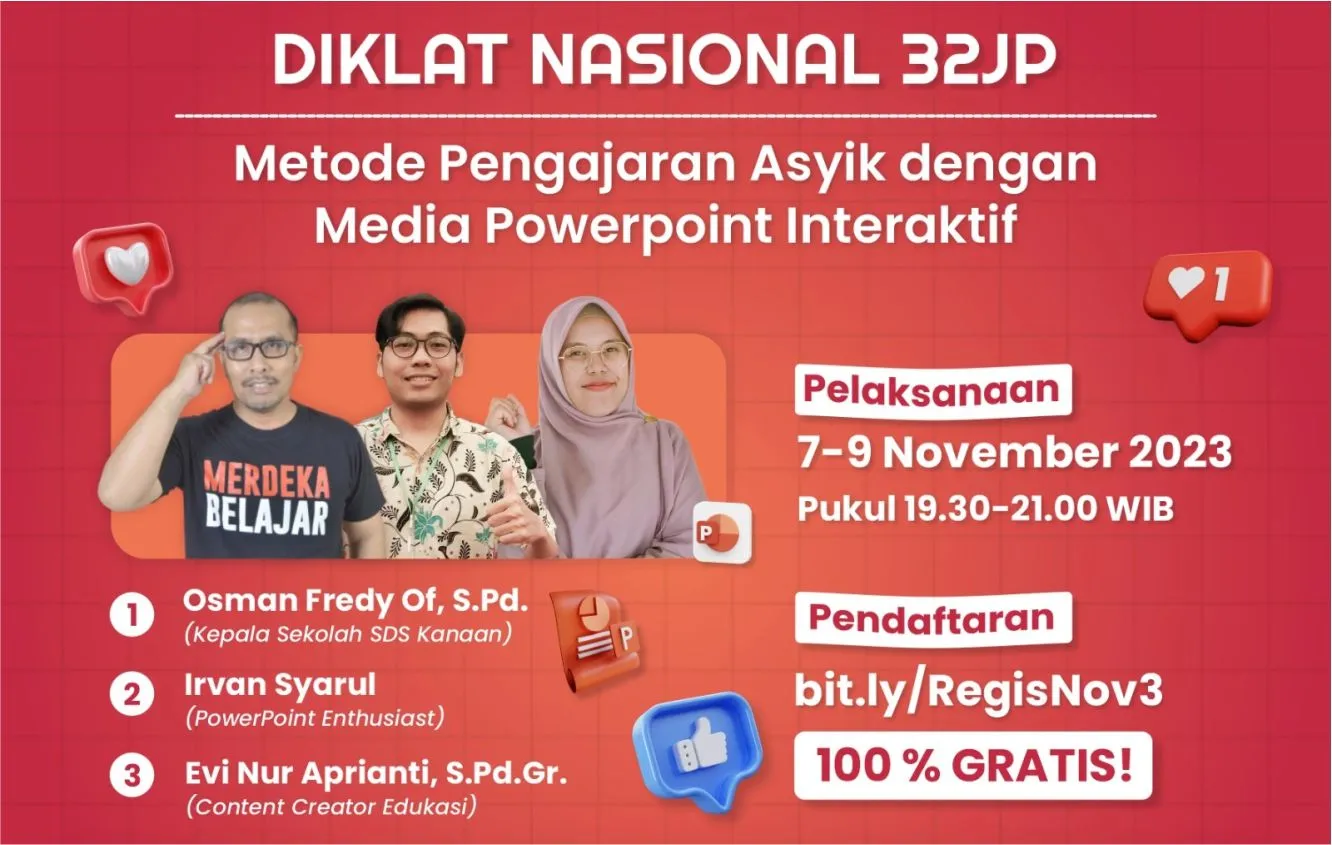 DIKLAT NASIONAL 32JP
Metode Pengajaran Asyik dengan
Media Powerpoint Interaktif
1
MERDEKA
BELAJAR
P
Pelaksanaan
7-9 November 2023
Pukul 19.30-21.00 WIB
1 Osman Fredy Of, S.Pd.
(Kepala Sekolah SDS Kanaan)
2 Irvan Syarul
(PowerPoint Enthusiast)
3 Evi Nur Aprianti, S.Pd.Gr.
(Content Creator Edukasi)
P
Pendaftaran
bit.ly/RegisNov3
100 % GRATIS!